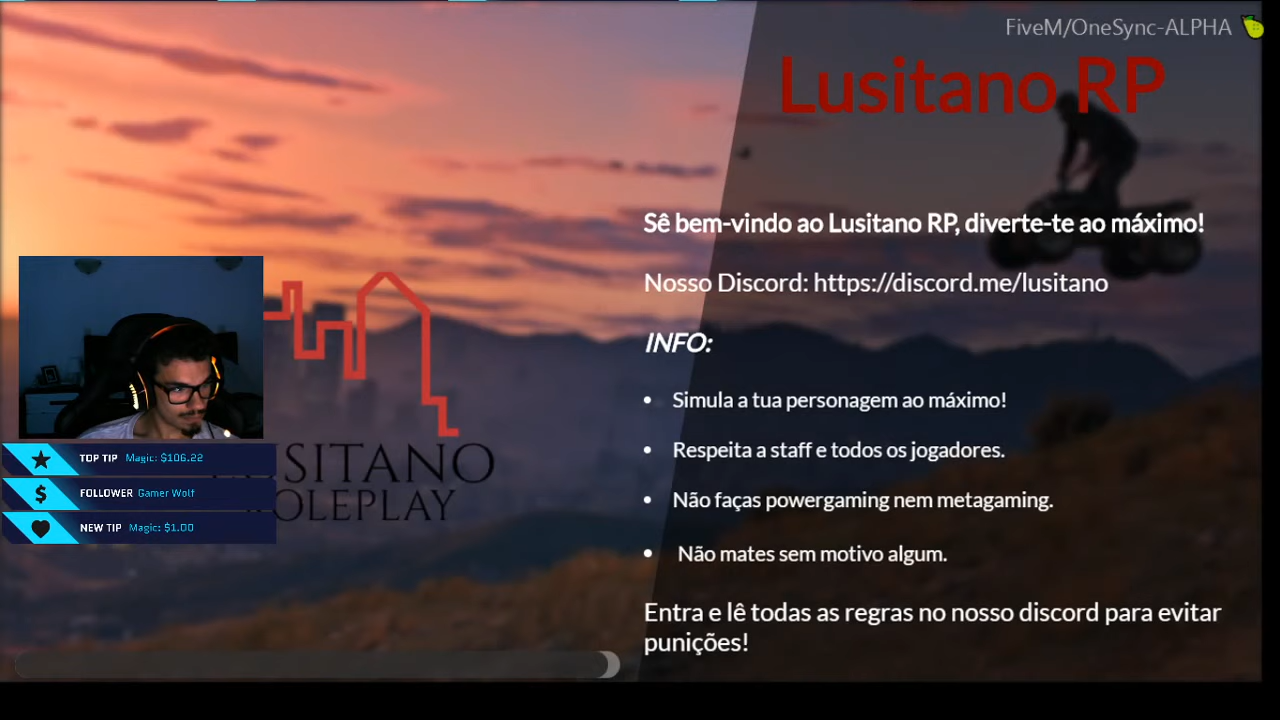 FiveM/OneSync-ALPHA
Lusitano RP
Sê bem-vindo ao Lusitano RP, diverte-te ao máximo!
Nosso Discord: https://discord.me/lusitano
INFO:
• Simula a tua personagem ao máximo!
• Respeita a staff e todos os jogadores.
• Não faças powergaming nem metagaming.
• Não mates sem motivo algum.
Entra e lê todas as regras no nosso discord para evitar
punições!
TOP TIP Magic: $106.22
FOLLOWER Gamer Wolf
NEW TIP Magic: $1.00
SITANO
OLEPLAY